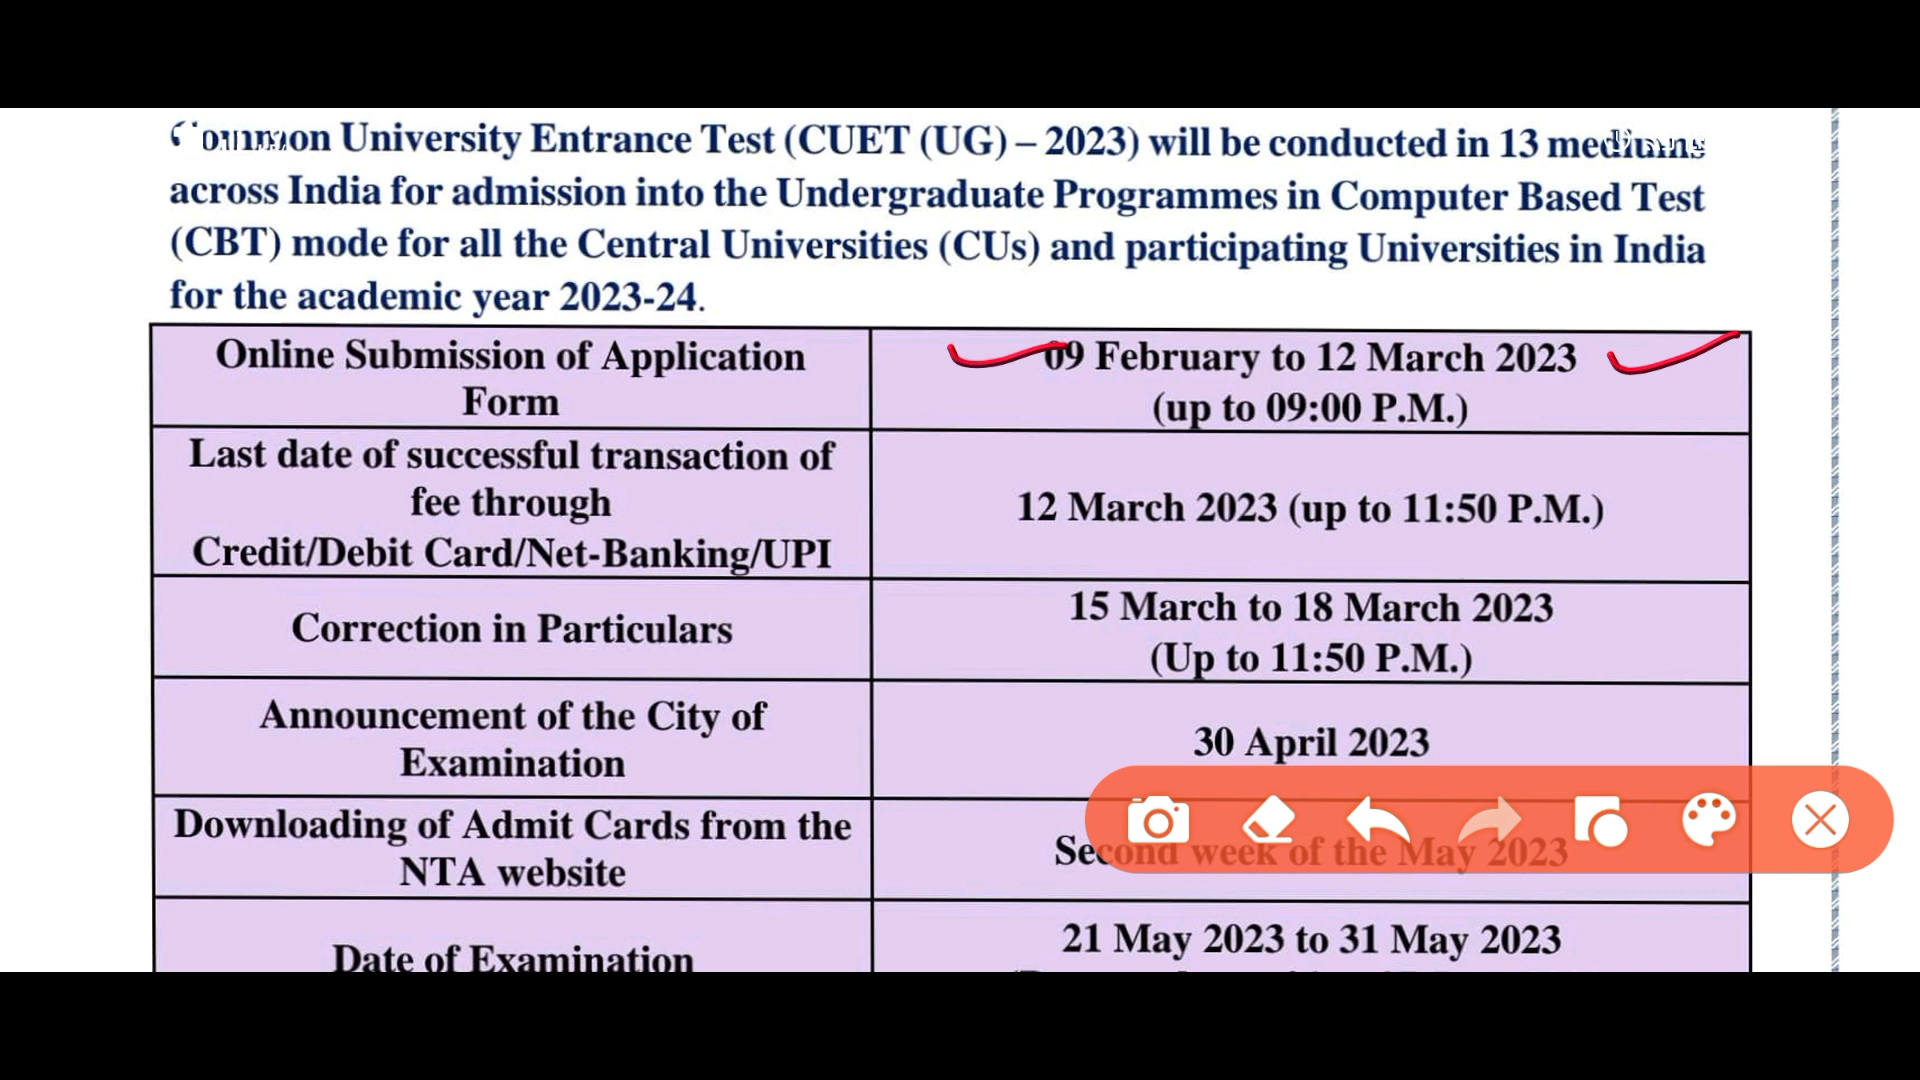 Common University Entrance Test (CUET (UG) – 2023) will be conducted in 13 mediums
across India for admission into the Undergraduate Programmes in Computer Based Test
(CBT) mode for all the Central Universities (CUs) and participating Universities in India
for the academic year 2023-24.
Online Submission of Application
Form
09 February to 12 March 2023
(up to 09:00 P.M.)
Last date of successful transaction of
fee through
Credit/Debit Card/Net-Banking/UPI
12 March 2023 (up to 11:50 P.M.)
Correction in Particulars
15 March to 18 March 2023
(Up to 11:50 P.M.)
Announcement of the City of
Examination
30 April 2023
Downloading of Admit Cards from the
NTA website
Second week of the May 2023
Date of Examination
21 May 2023 to 31 May 2023